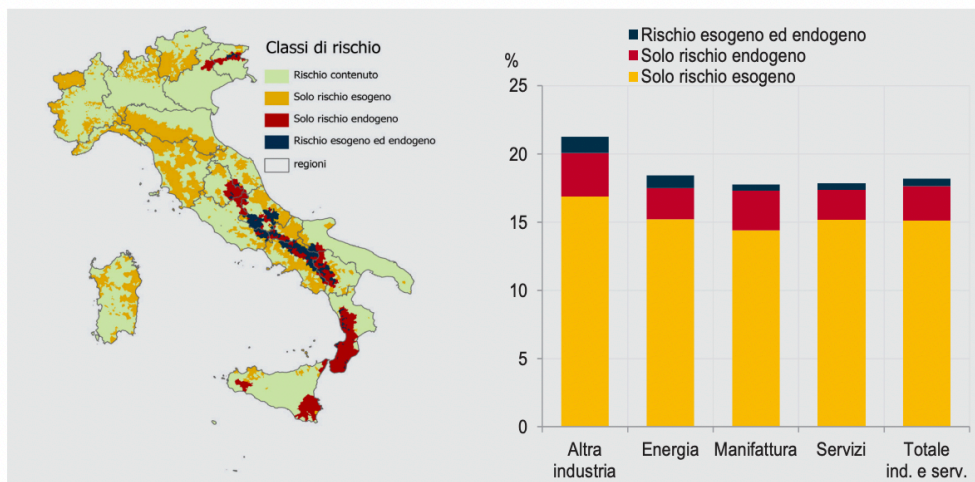 Classi di rischio
Rischio contenuto
Solo rischio esogeno
Solo rischio endogeno
Rischio esogeno ed endogeno
regioni
Rischio esogeno ed endogeno
Solo rischio endogeno
Solo rischio esogeno
%
25
20
15
10
5
0
Altra
industria
Energia
Manifattura
Servizi
Totale
ind. e serv.